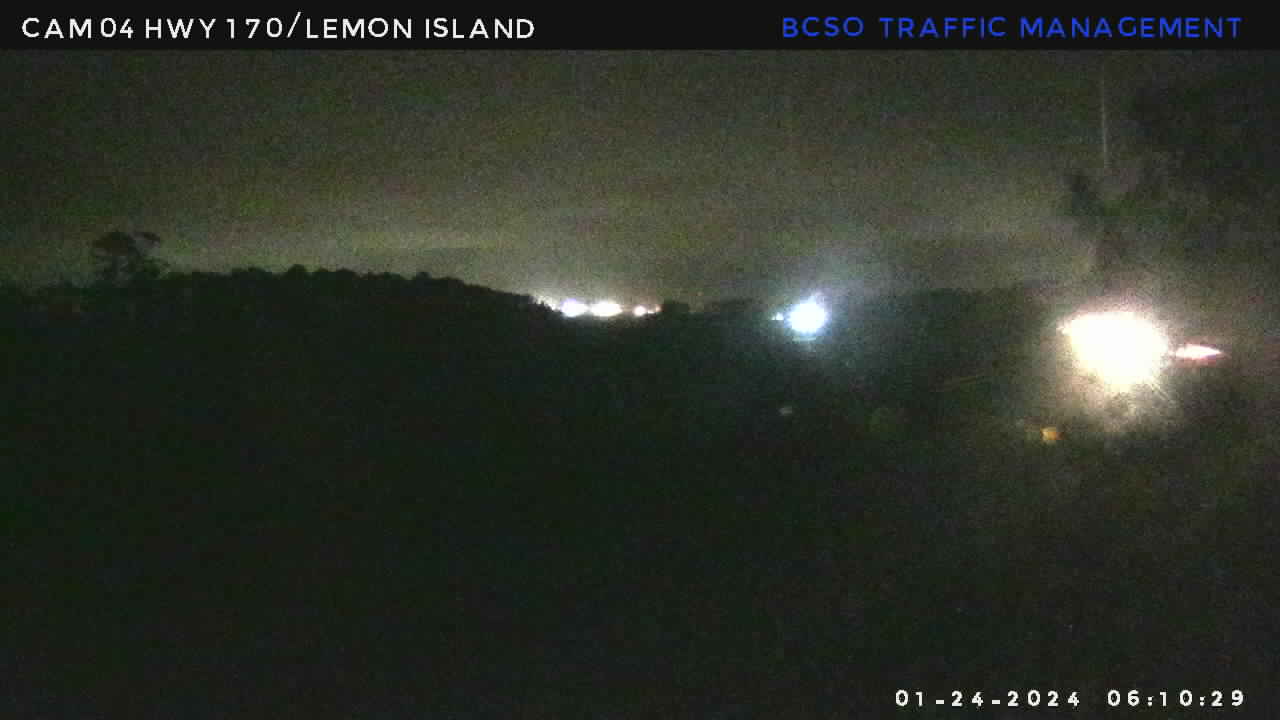 CAM04 HWY 170/LEMON ISLAND
BCSO TRAFFIC MANAGEMENT
01-24-2024 06:10:29